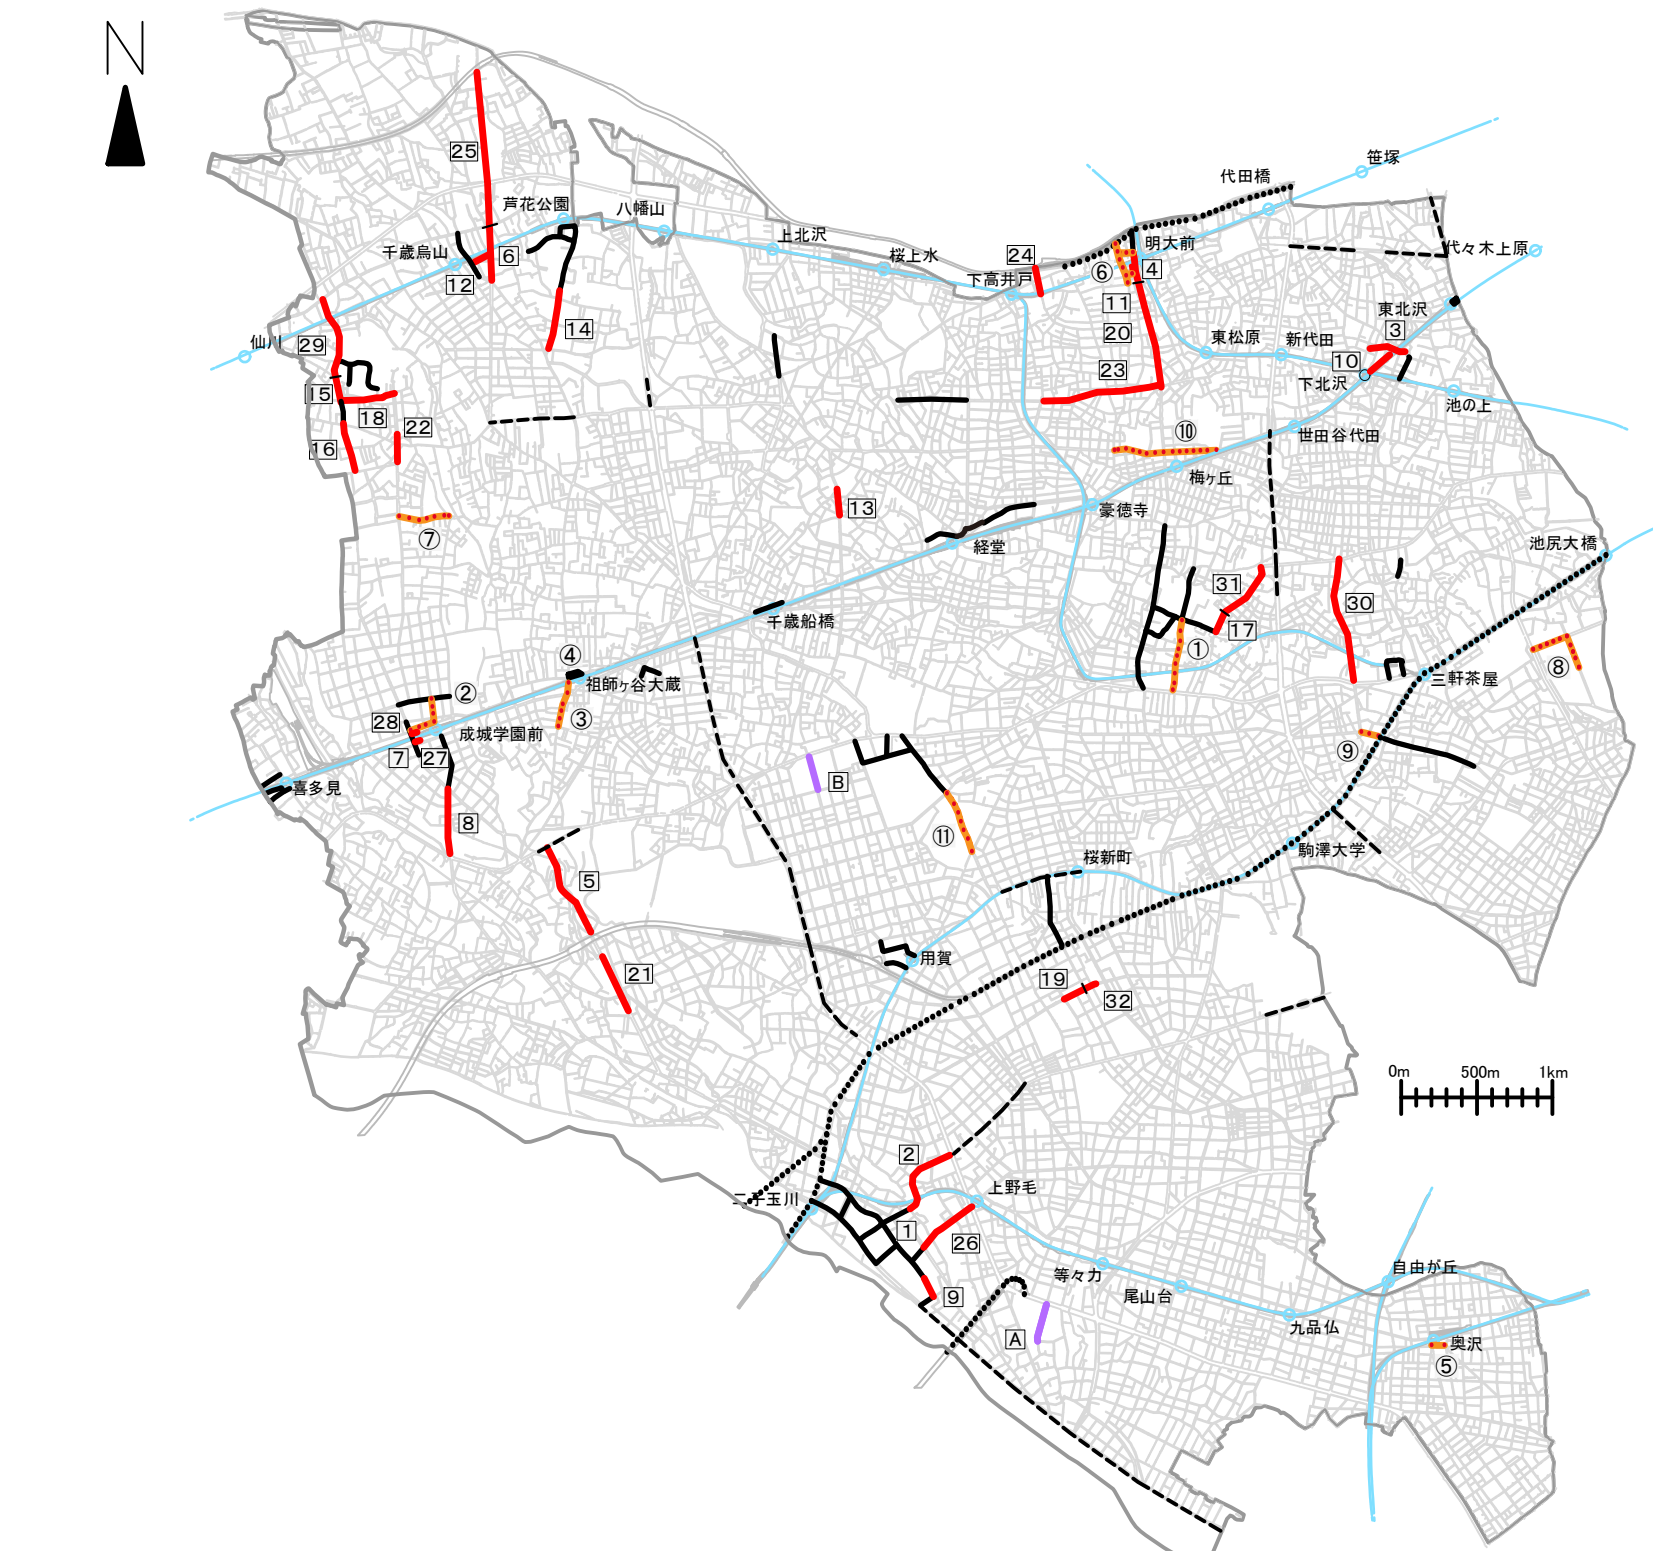 N
笹塚
代田橋
25
芦花公園
八幡山
明大前
代々木上原
上北沢
千歳烏山
6
桜上水
24
⑥
4
12
下高井戸
11
東北沢
14
20
3
仙川
29
東松原
新代田
10
23
下北沢
15
18
池の上
22
⑩
世田谷代田
16
梅ヶ丘
13
豪徳寺
⑦
経堂
池尻大橋
31
30
千歳船橋
17
①
④
⑧
祖師ヶ谷大蔵
三軒茶屋
②
28
③
成城学園前
⑨
7
27
B
喜多見
8
⑪
駒澤大学
桜新町
5
用賀
21
19
32
0m
500m
1km
2
上野毛
二子玉川
1
26
等々力
自由が丘
9
尾山台
A
九品仏
奥沢
⑤